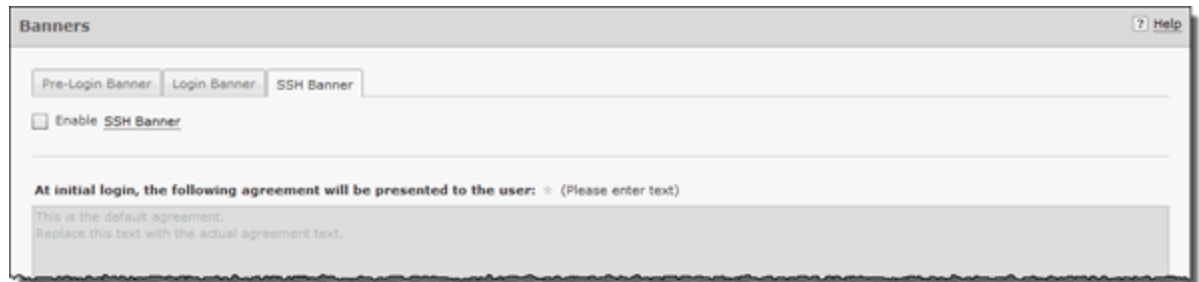 Banners
? Help
Pre-Login Banner Login Banner SSH Banner
Enable SSH Banner
At initial login, the following agreement will be presented to the user: * (Please enter text)
This is the default agreement.
Replace this text with the actual agreement text.